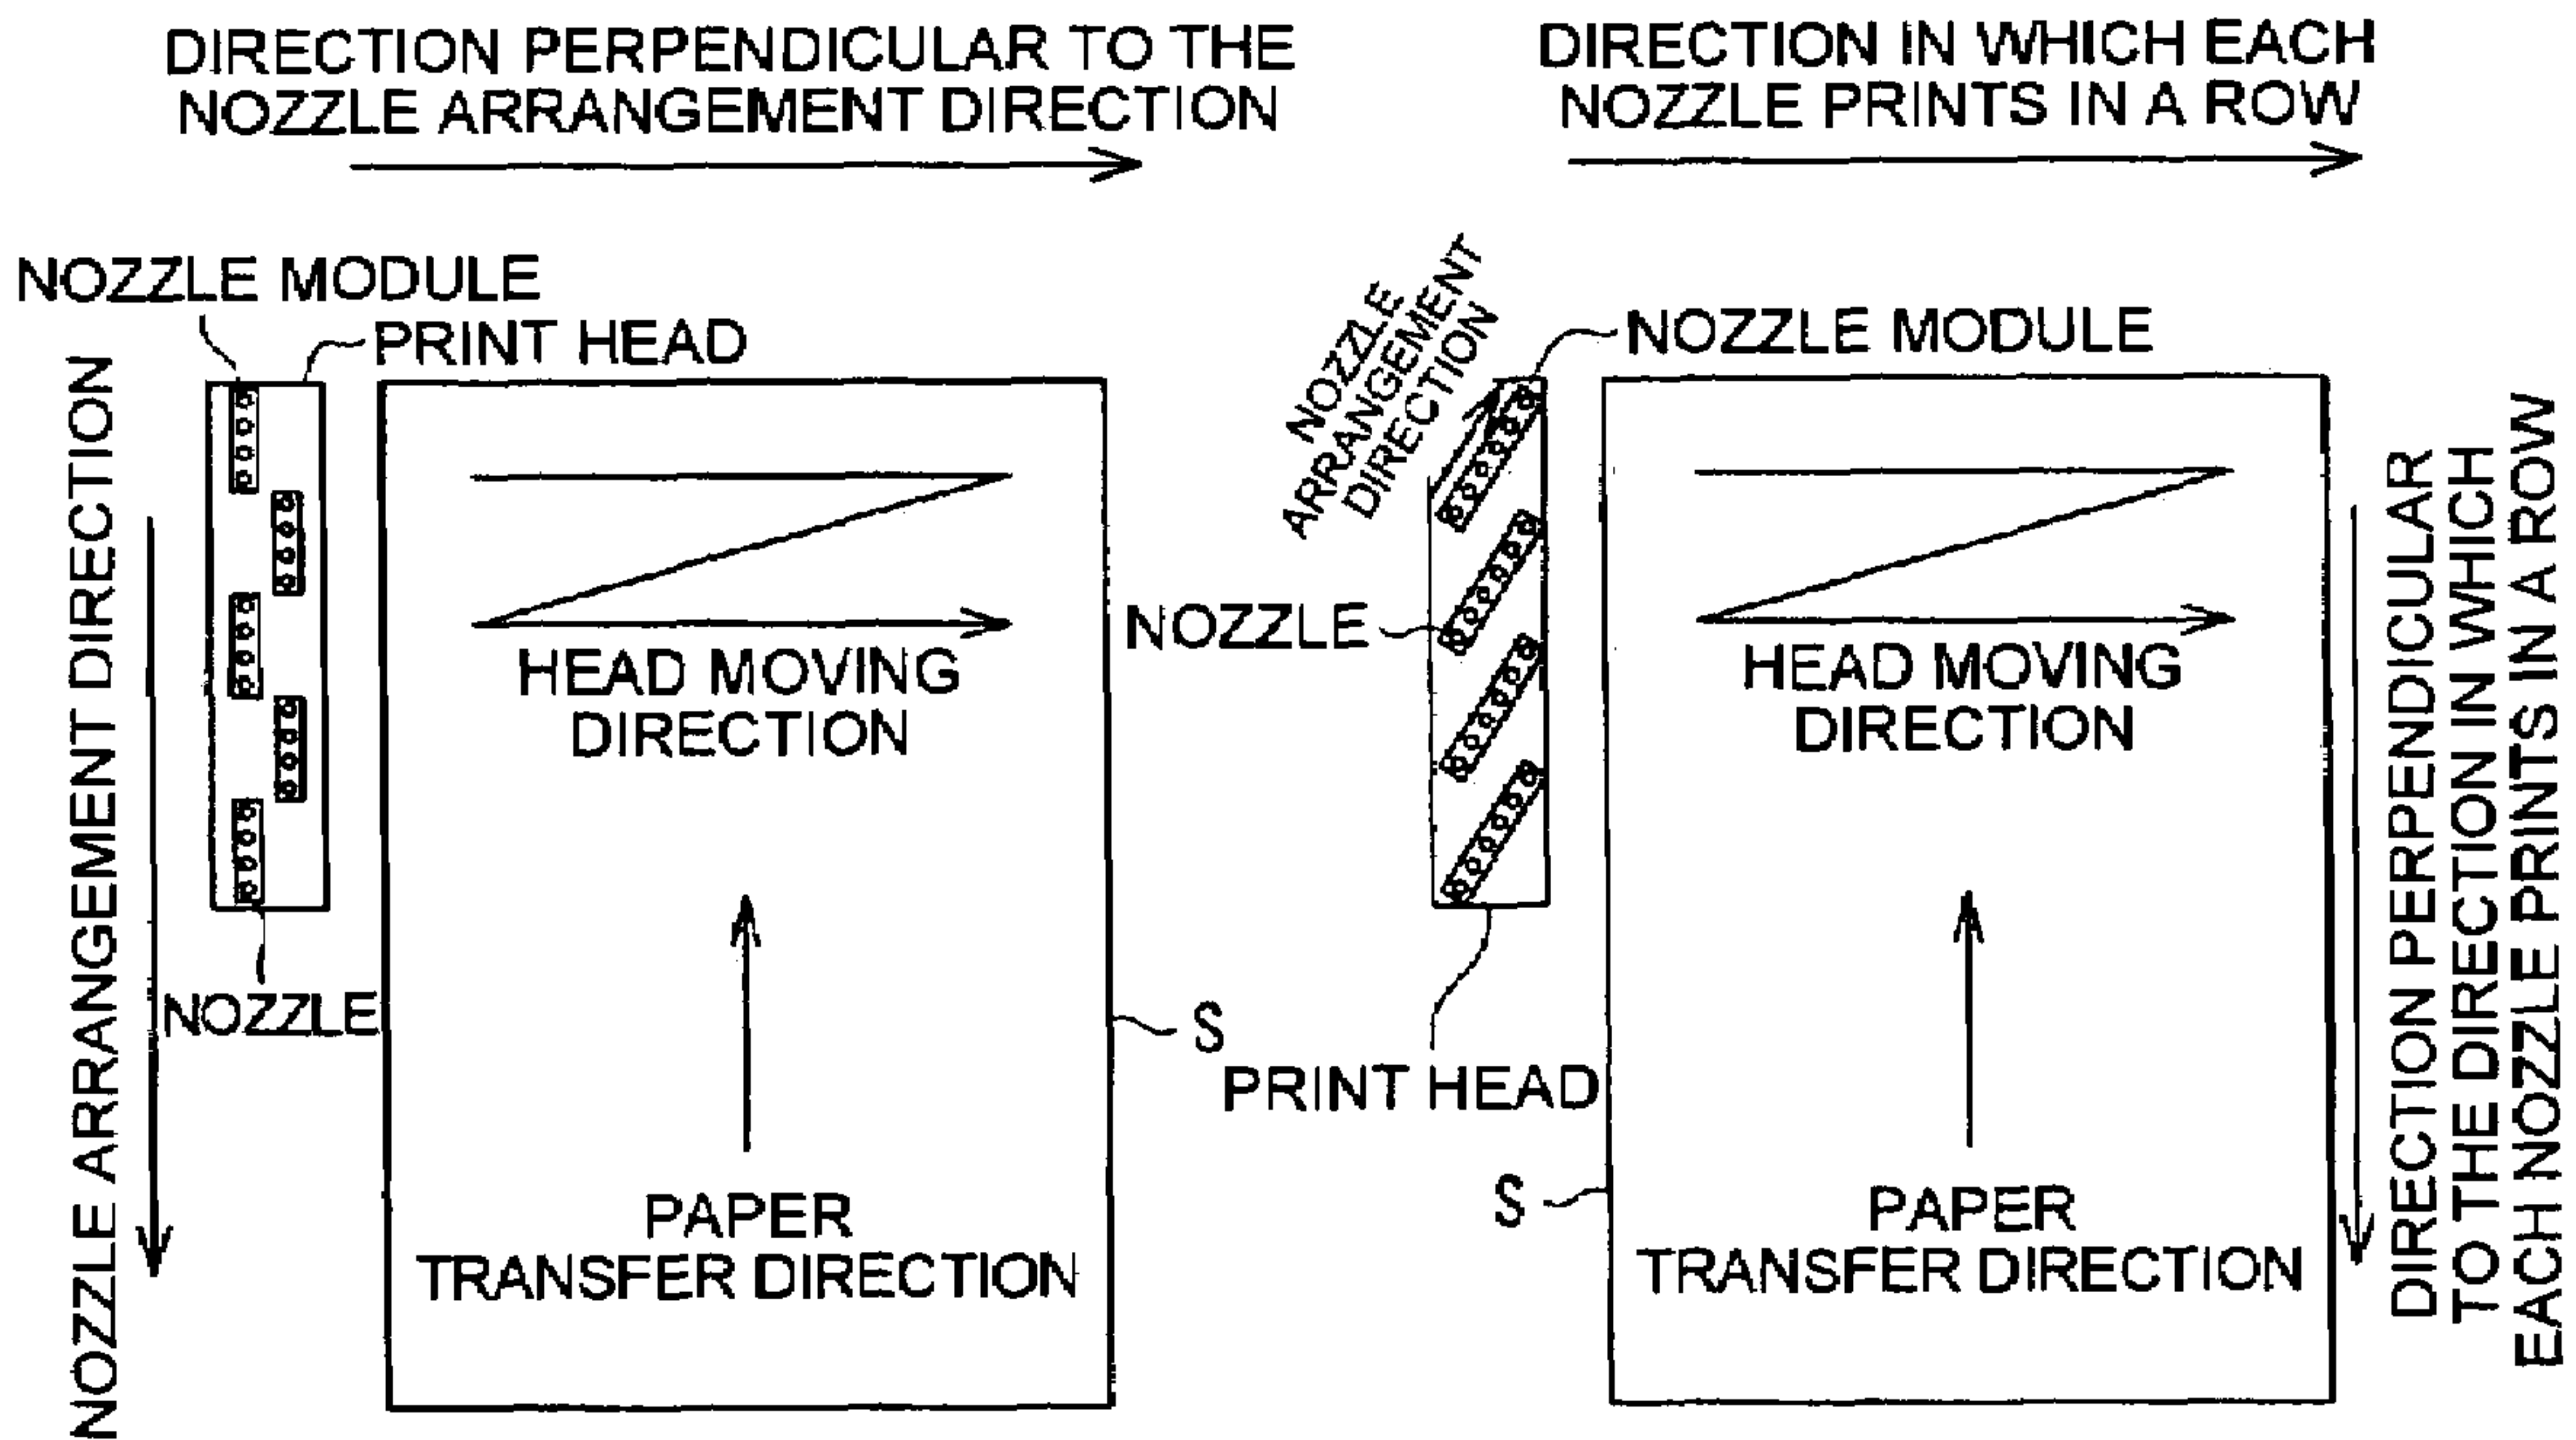 DIRECTION PERPENDICULAR TO THE
NOZZLE ARRANGEMENT DIRECTION
NOZZLE MODULE
PRINT HEAD
NOZZLE ARRANGEMENT DIRECTION
NOZZLE
HEAD MOVING
DIRECTION
PAPER
TRANSFER DIRECTION
S
DIRECTION IN WHICH EACH
NOZZLE PRINTS IN A ROW
NOZZLE
ARRANGEMENT
DIRECTION
NOZZLE MODULE
NOZZLE
PRINT HEAD
S
HEAD MOVING
DIRECTION
PAPER
TRANSFER DIRECTION
DIRECTION PERPENDICULAR
TO THE DIRECTION IN WHICH
EACH NOZZLE PRINTS IN A ROW